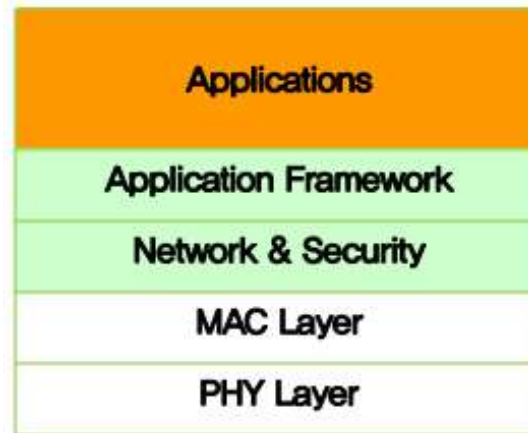 Applications
Application Framework
Network & Security
MAC Layer
PHY Layer